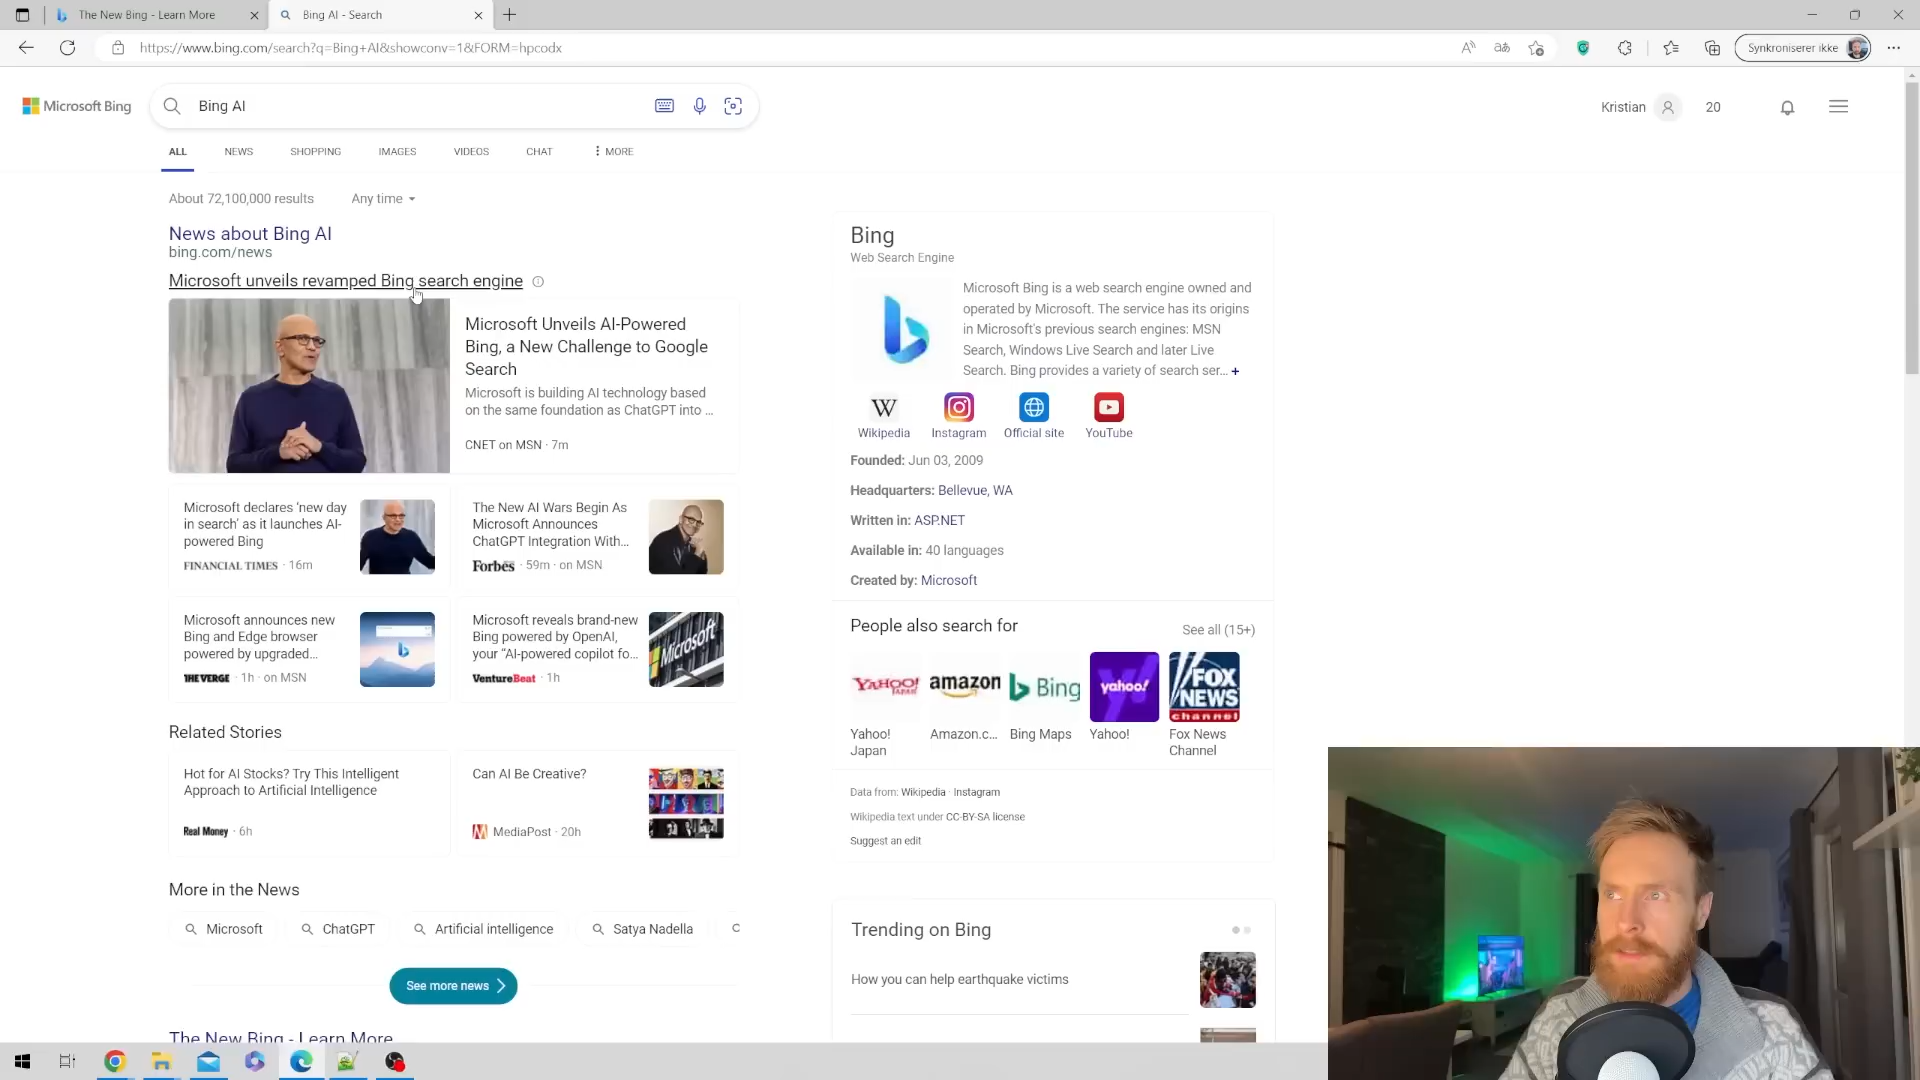 The New Bing - Learn More
Bing AI - Search
https://www.bing.com/search?q=Bing+AI&showconv=1&FORM=hpcodx
Synkroniserer ikke
Microsoft Bing
Bing AI
Kristian
20
ALL
NEWS
SHOPPING
IMAGES
VIDEOS
CHAT
MORE
About 72,100,000 results
Any time
News about Bing AI
bing.com/news
Microsoft unveils revamped Bing search engine
Microsoft Unveils AI-Powered
Bing, a New Challenge to Google
Search
Microsoft is building AI technology based
on the same foundation as ChatGPT into ...
CNET on MSN · 7m
Microsoft declares 'new day
in search' as it launches AI-
powered Bing
FINANCIAL TIMES · 16m
The New AI Wars Begin As
Microsoft Announces
ChatGPT Integration With...
Forbes · 59m · on MSN
Microsoft announces new
Bing and Edge browser
powered by upgraded...
THE VERGE · 1h · on MSN
Microsoft reveals brand-new
Bing powered by OpenAI,
your “AI-powered copilot fo...
VentureBeat · 1h
Microsoft
Related Stories
Hot for AI Stocks? Try This Intelligent
Approach to Artificial Intelligence
Real Money · 6h
Can AI Be Creative?
MediaPost · 20h
More in the News
Microsoft
ChatGPT
Artificial intelligence
Satya Nadella
See more news
The New Bing - Learn More
Bing
Web Search Engine
Microsoft Bing is a web search engine owned and
operated by Microsoft. The service has its origins
in Microsoft's previous search engines: MSN
Search, Windows Live Search and later Live
Search. Bing provides a variety of search ser... +
W
Wikipedia
Instagram
Official site
YouTube
Founded: Jun 03, 2009
Headquarters: Bellevue, WA
Written in: ASP.NET
Available in: 40 languages
Created by: Microsoft
People also search for
See all (15+)
YAHOO!
JAPAN
amazon
Bing
yahoo!
FOX
NEWS
channel
Yahoo!
Japan
Amazon.c...
Bing Maps
Yahoo!
Fox News
Channel
Data from: Wikipedia · Instagram
Wikipedia text under CC-BY-SA license
Suggest an edit
Trending on Bing
How you can help earthquake victims